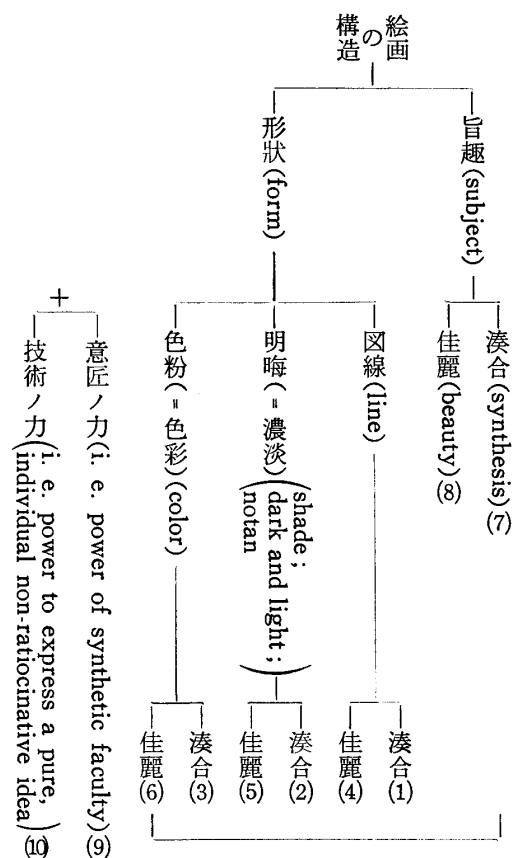 絵画
の
構造
旨趣(subject)
湊合(synthesis)(7)
佳麗(beauty)(8)
形狀(form)
図線(line)
湊合(1)
佳麗(4)
明晦(=濃淡)(shade;
dark and light;
notan)
湊合(2)
佳麗(5)
色粉(=色彩)(color)
湊合(3)
佳麗(6)
+
意匠ノ力(i. e. power of synthetic faculty)(9)
技術ノ力(i. e. power to express a pure,
individual non-ratiocinative idea)(10)